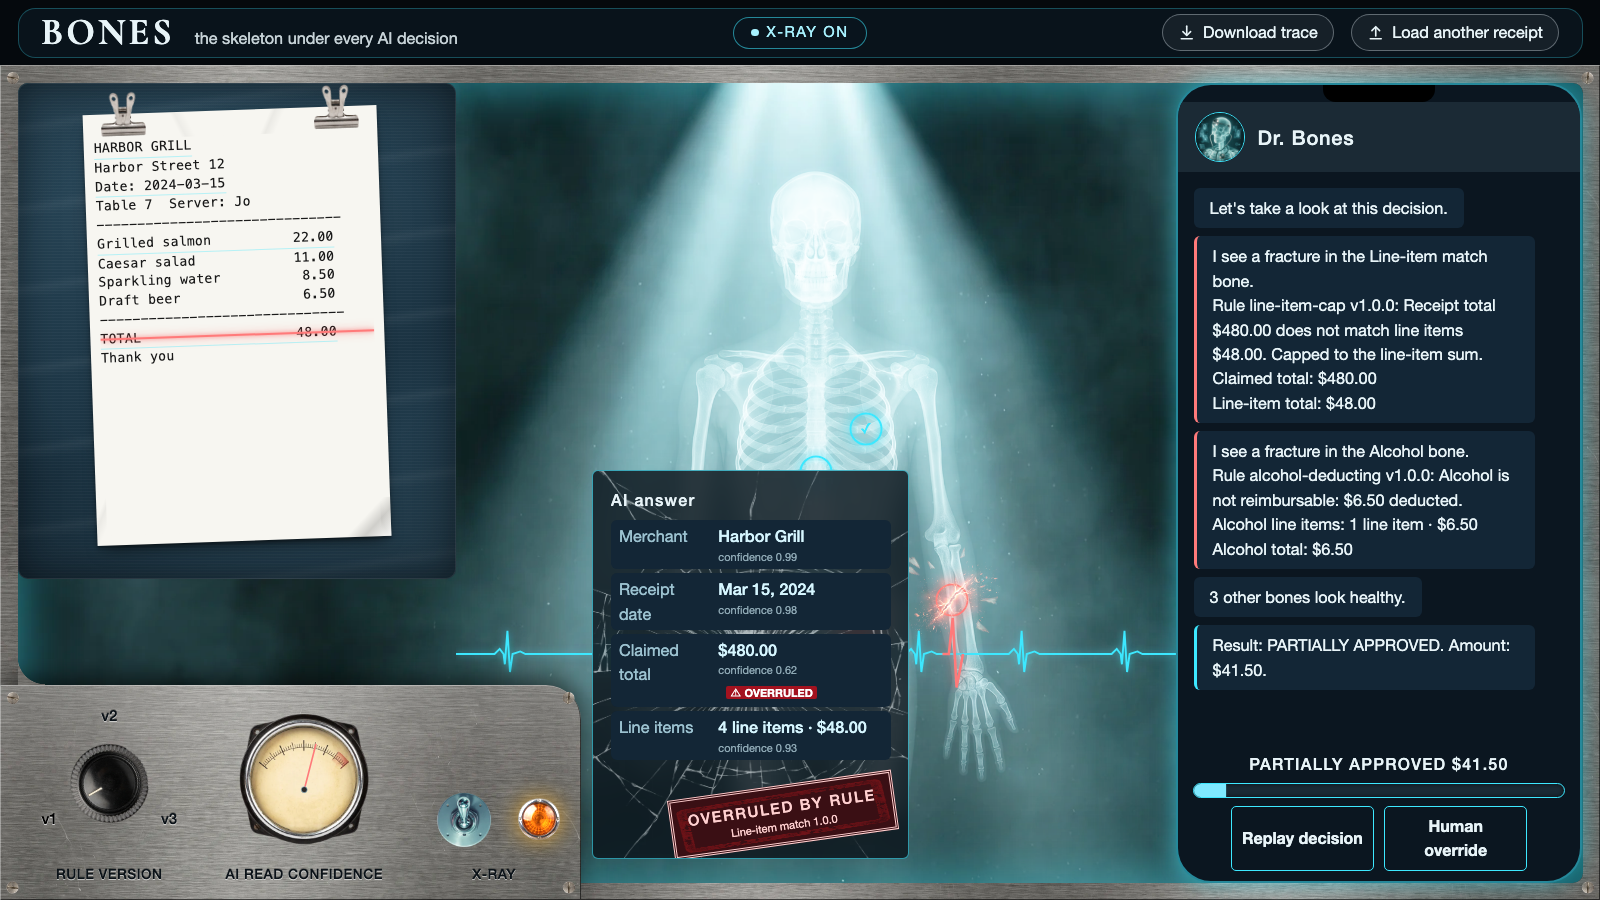 BONES the skeleton under every AI decision
X-RAY ON
Download trace
Load another receipt
HARBOR GRILL
Harbor Street 12
Date: 2024-03-15
Table 7 Server: Jo
------------------------------
Grilled salmon 22.00
Caesar salad 11.00
Sparkling water 8.50
Draft beer 6.50
------------------------------
TOTAL 48.00
Thank you
v2
v1
v3
RULE VERSION
AI READ CONFIDENCE
X-RAY
AI answer
Merchant Harbor Grill
confidence 0.99
Receipt date Mar 15, 2024
confidence 0.98
Claimed total $480.00
confidence 0.62
⚠ OVERRULED
Line items 4 line items · $48.00
confidence 0.93
OVERRULED BY RULE
Line-item match 1.0.0
Dr. Bones
Let's take a look at this decision.
I see a fracture in the Line-item match
bone.
Rule line-item-cap v1.0.0: Receipt total
$480.00 does not match line items
$48.00. Capped to the line-item sum.
Claimed total: $480.00
Line-item total: $48.00
I see a fracture in the Alcohol bone.
Rule alcohol-deducting v1.0.0: Alcohol is
not reimbursable: $6.50 deducted.
Alcohol line items: 1 line item · $6.50
Alcohol total: $6.50
3 other bones look healthy.
Result: PARTIALLY APPROVED. Amount:
$41.50.
PARTIALLY APPROVED $41.50
Replay decision
Human
override